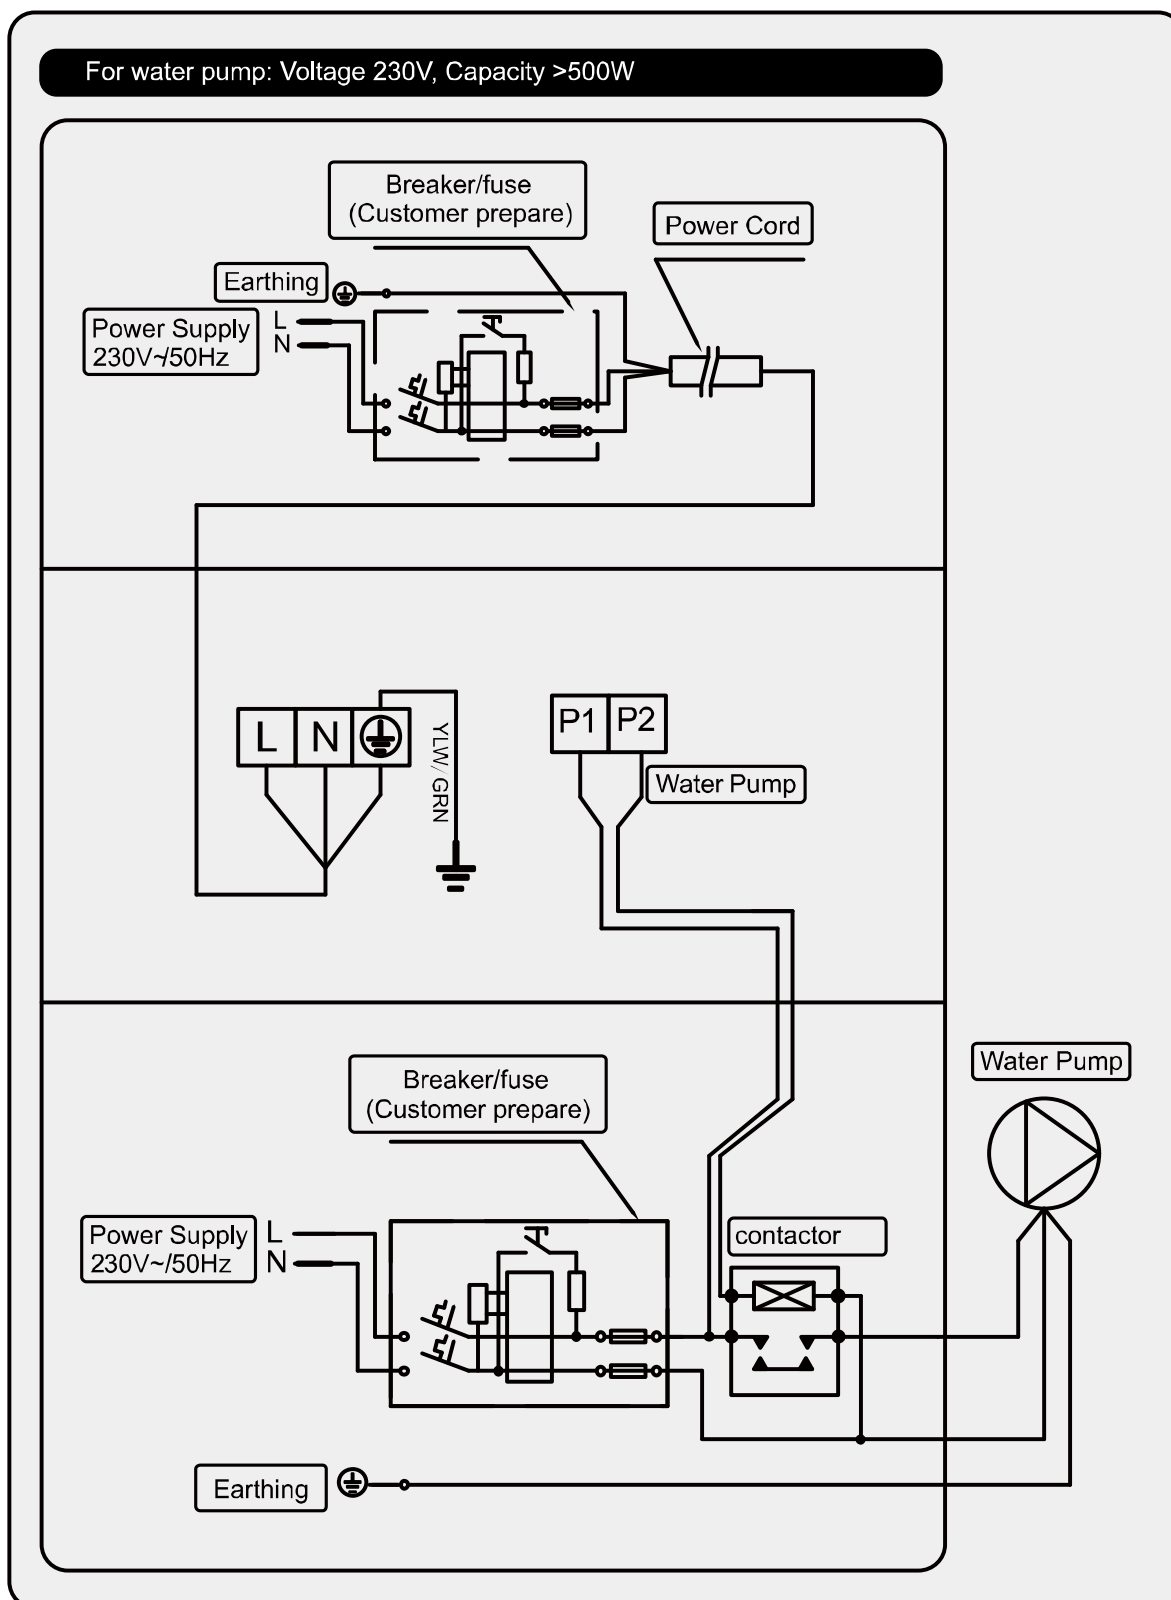 For water pump: Voltage 230V, Capacity >500W
Breaker/fuse
(Customer prepare)
Power Cord
Earthing
Power Supply
230V~/50Hz
L
N
L
N
YLW/GRN
P1
P2
Water Pump
Breaker/fuse
(Customer prepare)
Water Pump
Power Supply
230V~/50Hz
L
N
contactor
Earthing